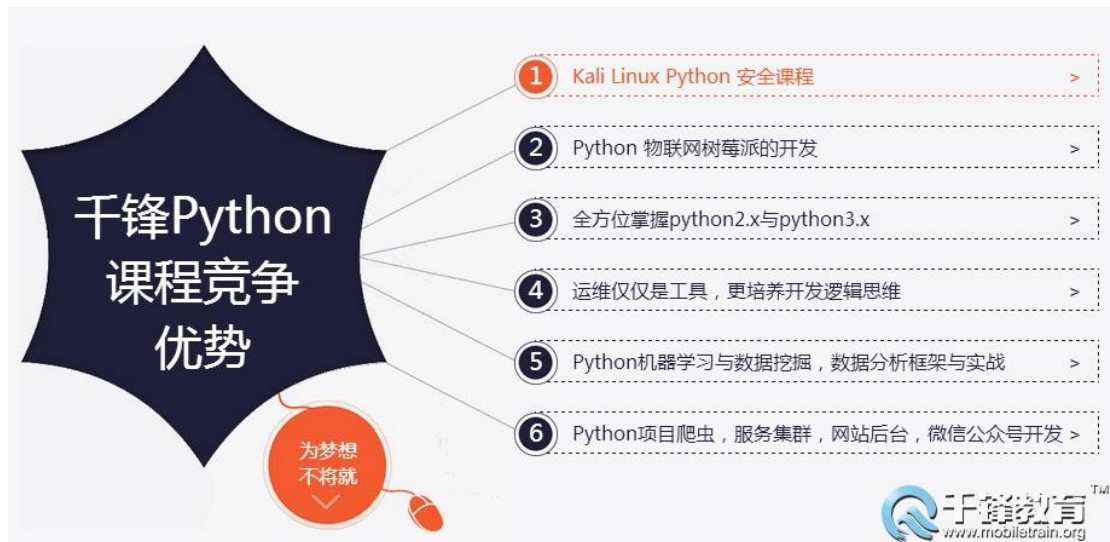 千锋Python
课程竞争
优势
1 Kali Linux Python 安全课程 >
2 Python 物联网树莓派的开发 >
3 全方位掌握python2.x与python3.x >
4 运维仅仅是工具，更培养开发逻辑思维 >
5 Python机器学习与数据挖掘，数据分析框架与实战 >
6 Python项目爬虫，服务集群，网站后台，微信公众号开发 >
为梦想
不将就
千锋教育 TM
www.mobiletrain.org